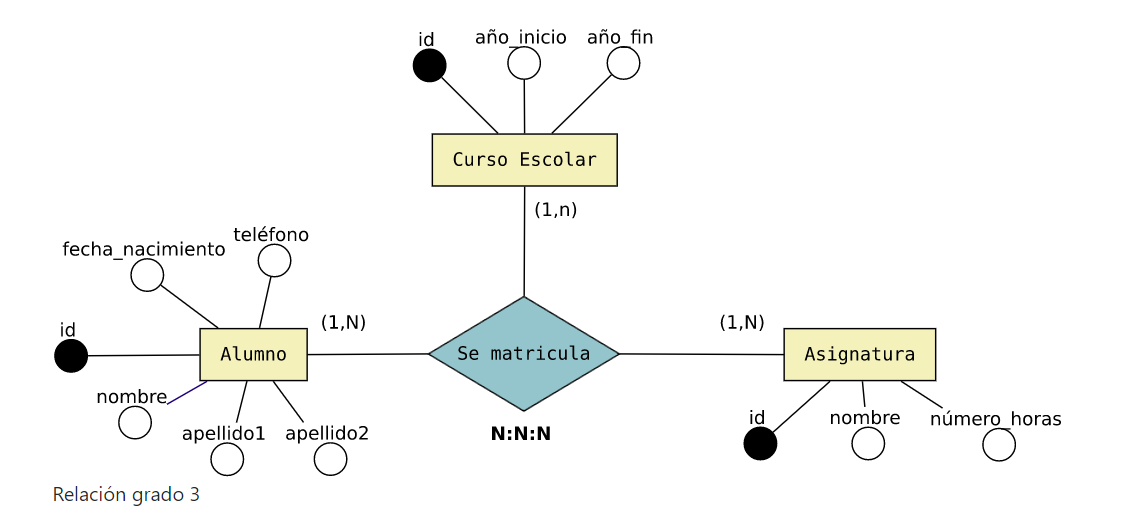 id
año_inicio
año_fin
Curso Escolar
(1,n)
fecha_nacimiento
teléfono
id
(1,N)
(1,N)
Alumno
Se matricula
Asignatura
nombre
apellido1
apellido2
N:N:N
id
nombre
número_horas
Relación grado 3